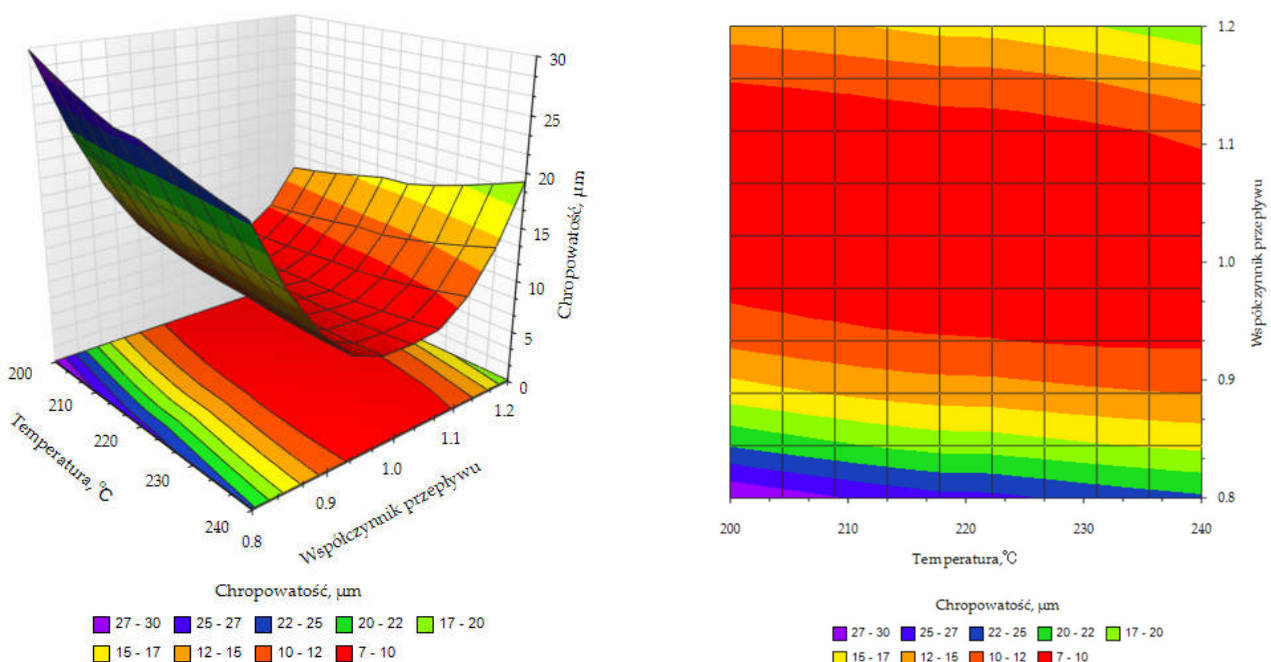 30
25
20
15
10
5
0
Chropowatość, µm
200
210
220
230
240
Temperatura, °C
0.8
0.9
1.0
1.1
1.2
Współczynnik przepływu
Chropowatość, µm
27 - 30 25 - 27 22 - 25 20 - 22 17 - 20
15 - 17 12 - 15 10 - 12 7 - 10
1.2
1.1
1.0
0.9
0.8
Współczynnik przepływu
200 210 220 230 240
Temperatura,°C
Chropowatość, µm
27 - 30 25 - 27 22 - 25 20 - 22 17 - 20
15 - 17 12 - 15 10 - 12 7 - 10